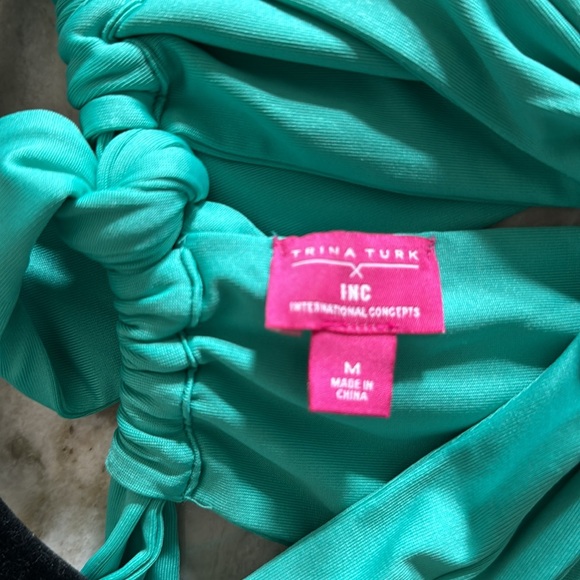 TRINA TURK
INC
INTERNATIONAL CONCEPTS
M
MADE IN
CHINA